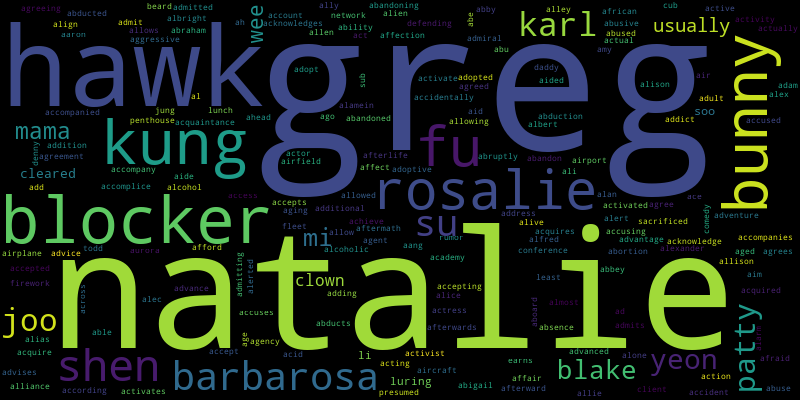 beard admitted ah acknowledges ally abandoning african cub active
abducted albright wee account network alien abby alley abusive activity
agreeing align admit allows abraham allen ability affection abe karl abused usually actually
aaron aggressive act defending admiral abu actual amy
hawk greg natalie
adopt sub daddy air bunny
activate adopted aided alison adam
accompanied al accidentally agreed abduction adult alex
jung lunch ago abandoned alamein aid allowing albert addict soo accused
penthouse acquaintance ahead
mama kung fu
addition actor afterlife abruptly abandon airport
denny agreement airfield affect adoptive ali
cleared accompany aide
add accomplice alcohol access allowed rosalie alan activated agree ace adventure
accepts aging additional achieve address alert sacrificed comedy
blocker su
fleet allow aftermath rumor alive acquires accusing acknowledge accompanies
mi agent alfred advantage alexander
airplane advice todd aurora afford alcoholic aang conference abortion aged agrees
accepted admitting alerted clown academy least abbey allison aim
firework across advance adding accepting alice almost acquired
alec abducts actress aboard ad
joo able accuses afterwards absence admits patty
alias age agency activist advanced alone yeon alane
acquire accept acid li acting earns blake action afraid
shen barbarosa luring aircraft affair accident
advises alliance according activates presumed abigail afterward allie client abuse